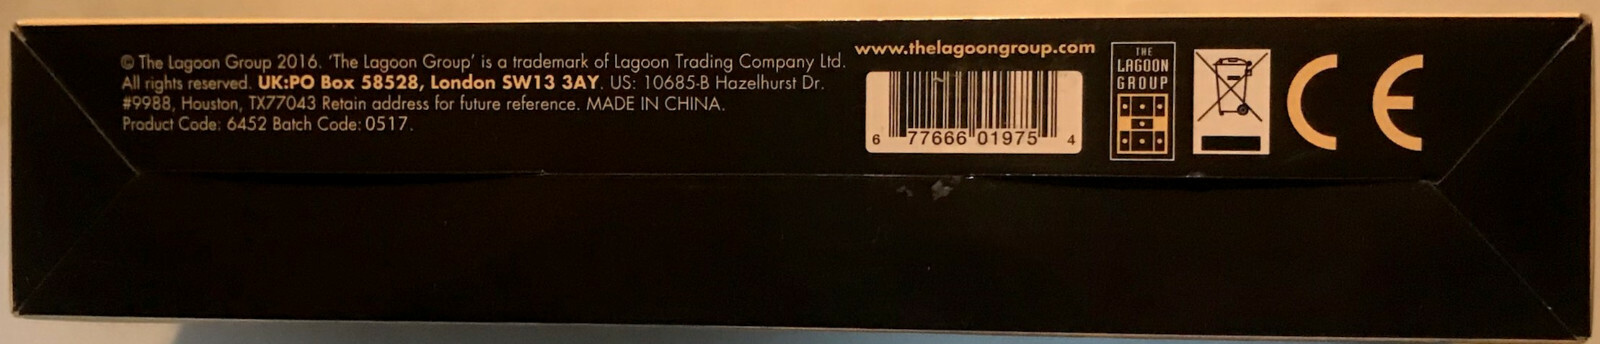 © The Lagoon Group 2016. 'The Lagoon Group' is a trademark of Lagoon Trading Company Ltd.
All rights reserved. UK:PO Box 58528, London SW13 3AY. US: 10685-B Hazelhurst Dr.
#9988, Houston, TX77043 Retain address for future reference. MADE IN CHINA.
Product Code: 6452 Batch Code: 0517.
www.thelagoongroup.com
6 77666 01975 4
THE
LAGOON
GROUP
CE